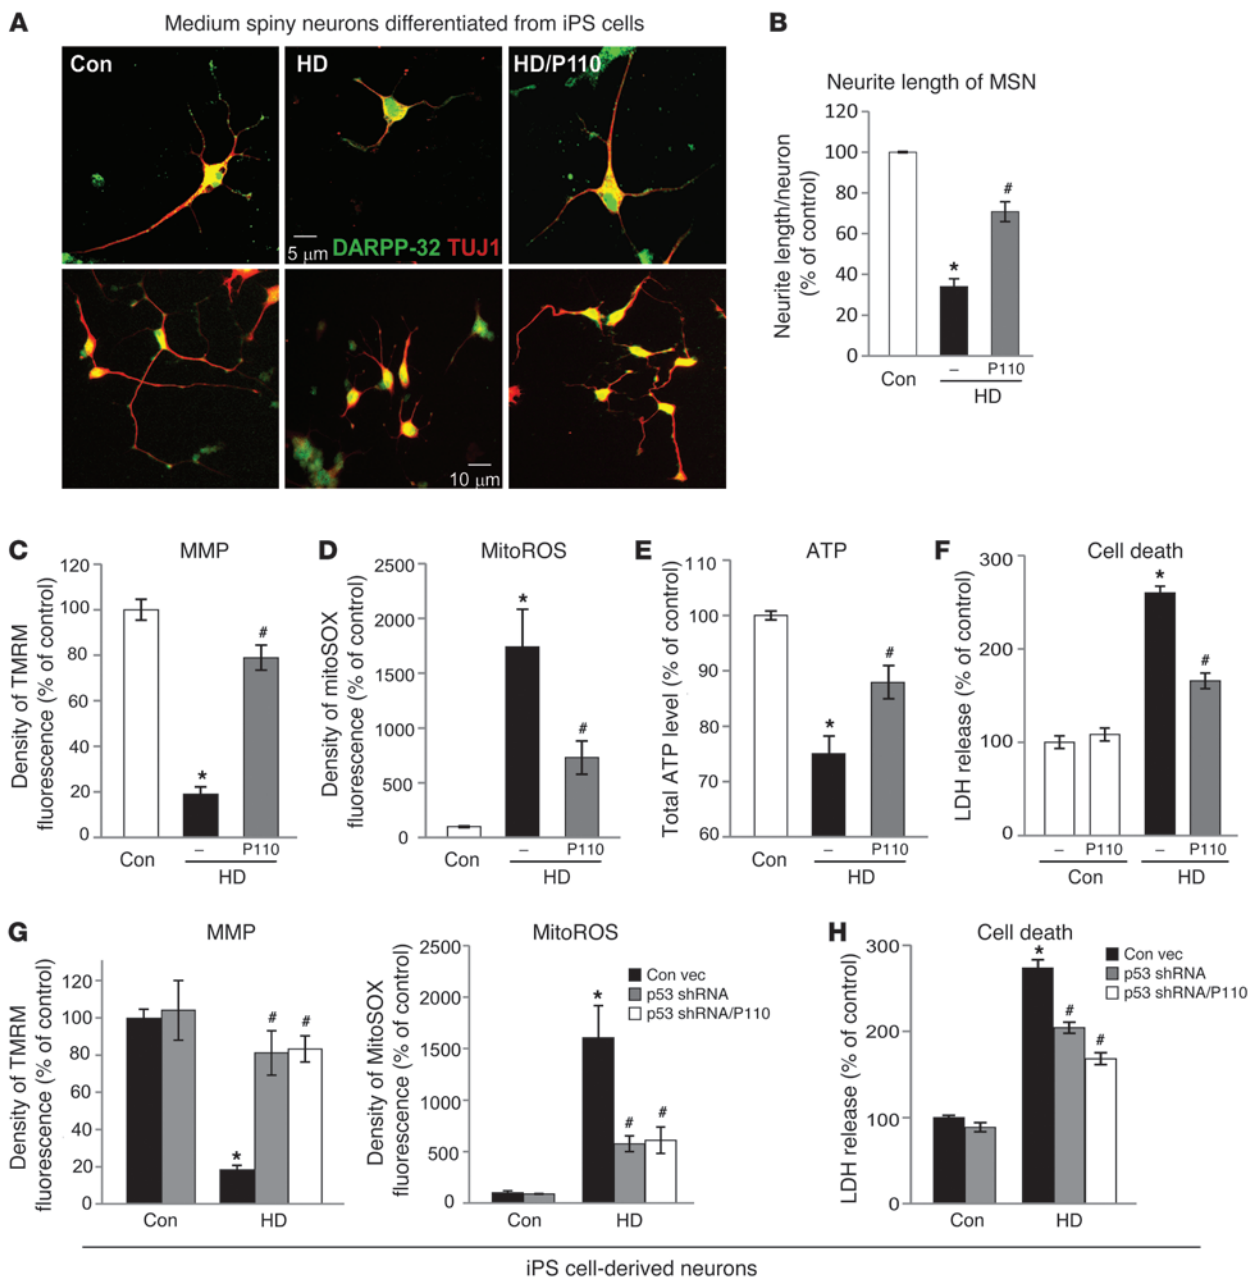 A
Medium spiny neurons differentiated from iPS cells
Con
HD
HD/P110
5 μm
DARPP-32 TUJ1
10 μm
B
Neurite length of MSN
Neurite length/neuron
(% of control)
120
100
80
60
40
20
0
*
#
Con
–
P110
HD
C
MMP
Density of TMRM
fluorescence (% of control)
120
100
80
60
40
20
0
*
#
Con
–
P110
HD
D
MitoROS
Density of mitoSOX
fluorescence (% of control)
2500
2000
1500
1000
500
0
*
#
Con
–
P110
HD
E
ATP
Total ATP level (% of control)
110
100
90
80
70
60
*
#
Con
–
P110
HD
F
Cell death
LDH release (% of control)
300
200
100
0
*
#
–
P110
–
P110
Con
HD
G
MMP
Density of TMRM
fluorescence (% of control)
120
100
80
60
40
20
0
*
#
#
Con
HD
MitoROS
Density of MitoSOX
fluorescence (% of control)
2500
2000
1500
1000
500
0
*
#
#
Con vec
p53 shRNA
p53 shRNA/P110
Con
HD
H
Cell death
LDH release (% of control)
300
200
100
0
*
#
#
Con vec
p53 shRNA
p53 shRNA/P110
Con
HD
iPS cell-derived neurons